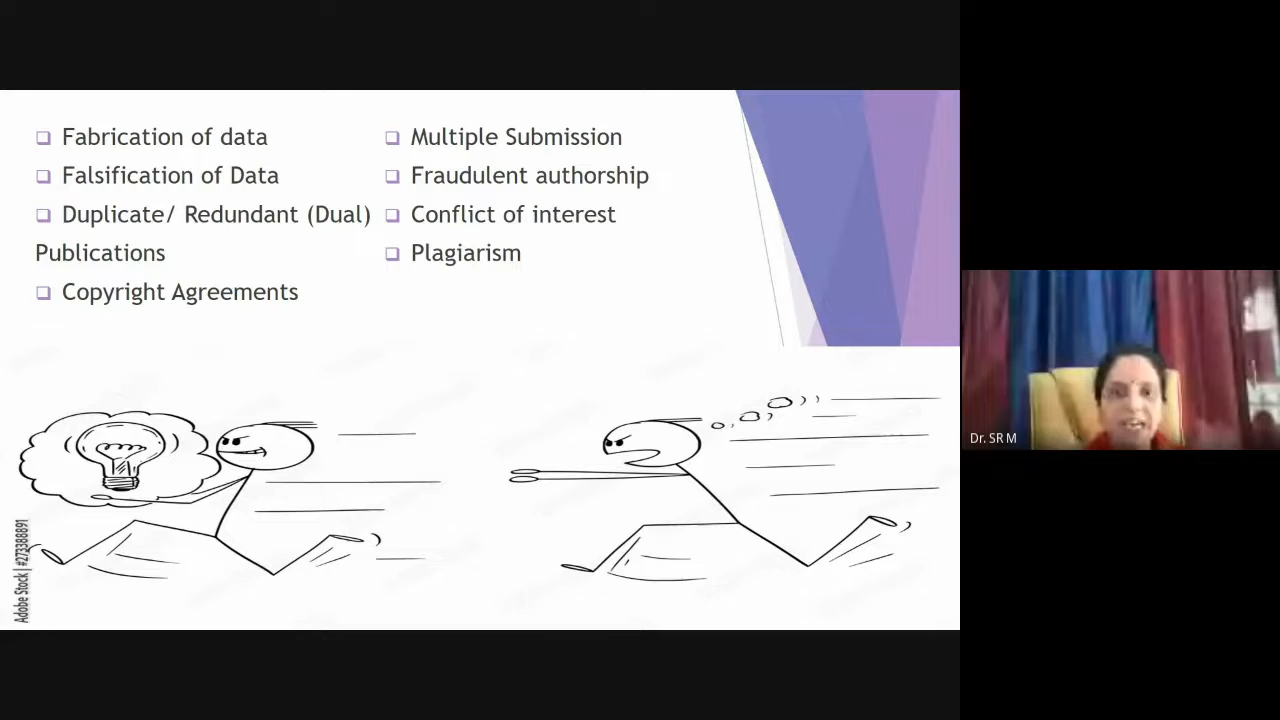 Fabrication of data
Falsification of Data
Duplicate/ Redundant (Dual)
Publications
Copyright Agreements
Multiple Submission
Fraudulent authorship
Conflict of interest
Plagiarism
Dr. SR M
Adobe Stock | #273388891